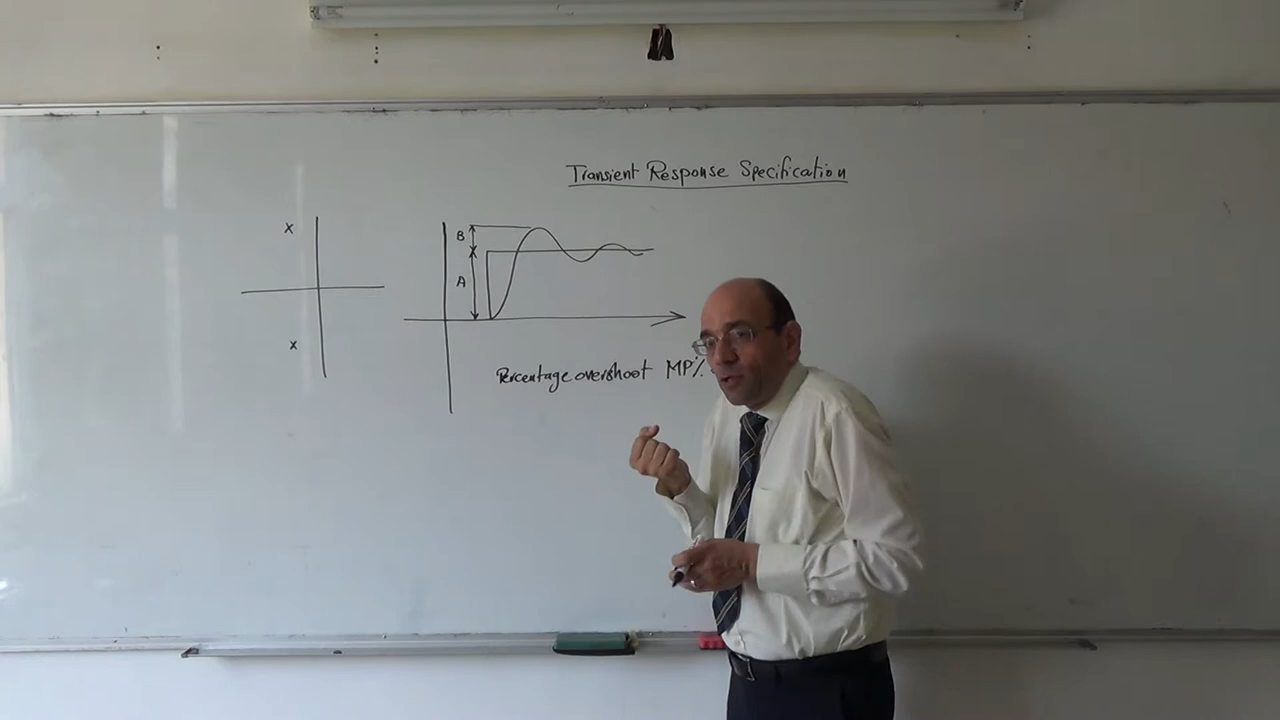 Transient Response Specification
x
x
B
A
Percentage overshoot MP%